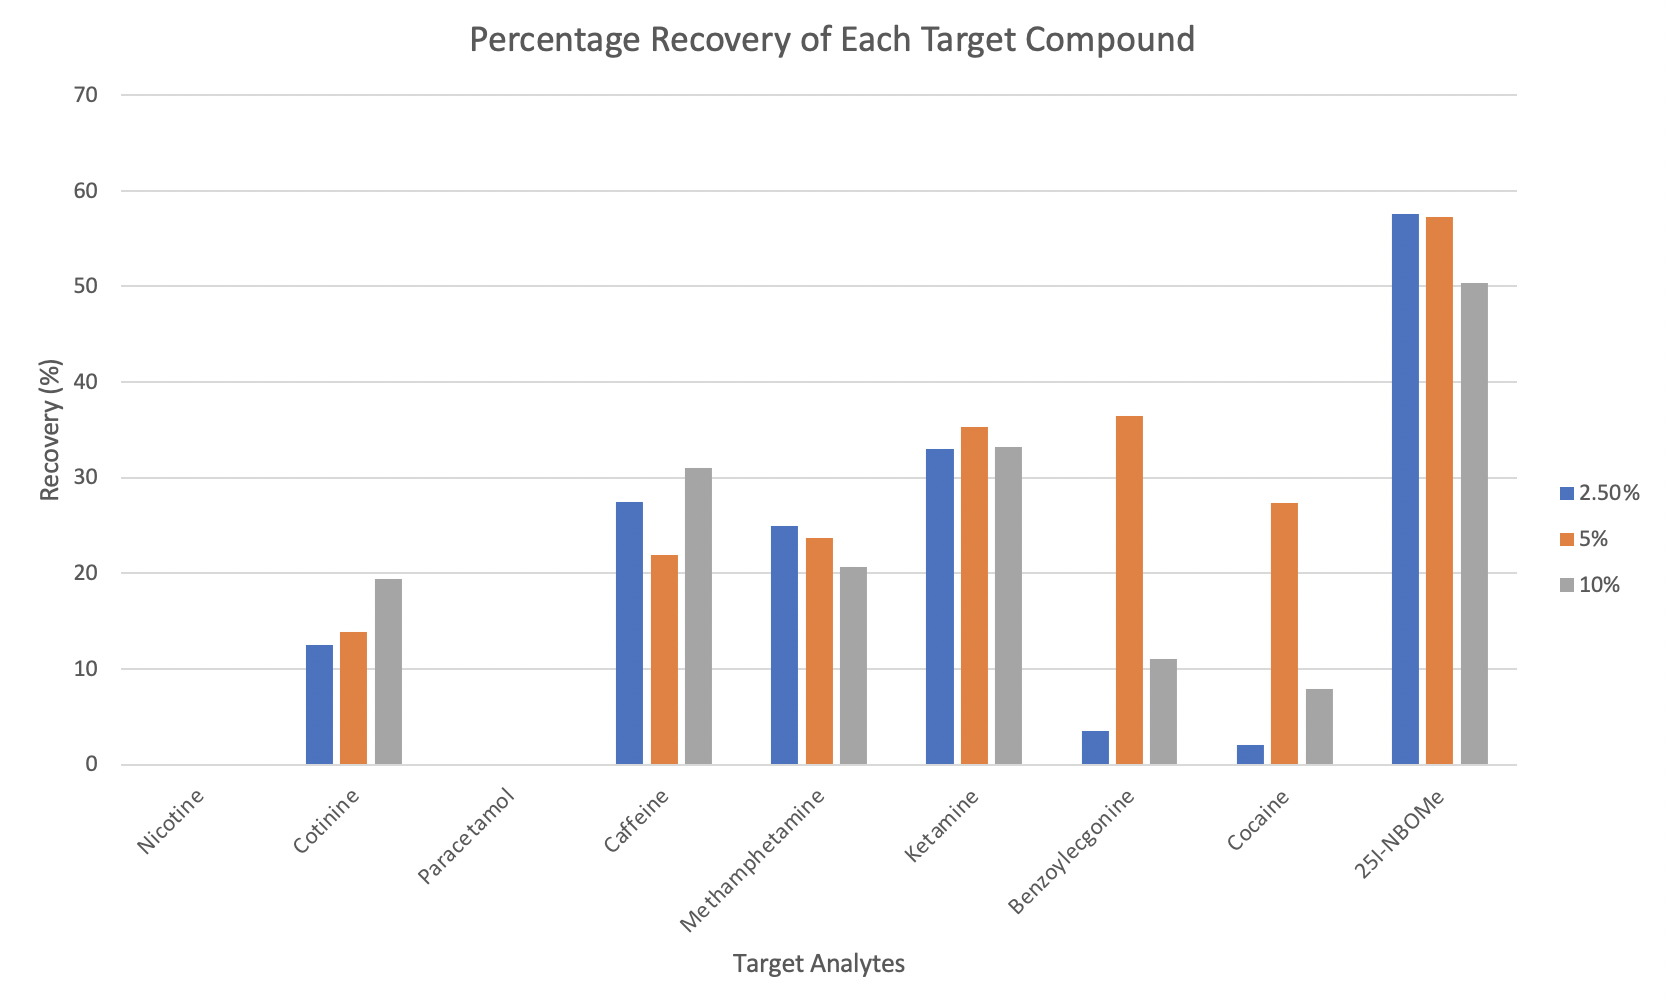 Percentage Recovery of Each Target Compound
70
60
50
40
30
20
10
0
Recovery (%)
2.50%
5%
10%
Nicotine
Cotinine
Paracetamol
Caffeine
Methamphetamine
Ketamine
Benzoylecgonine
Cocaine
25I-NBOMe
Target Analytes